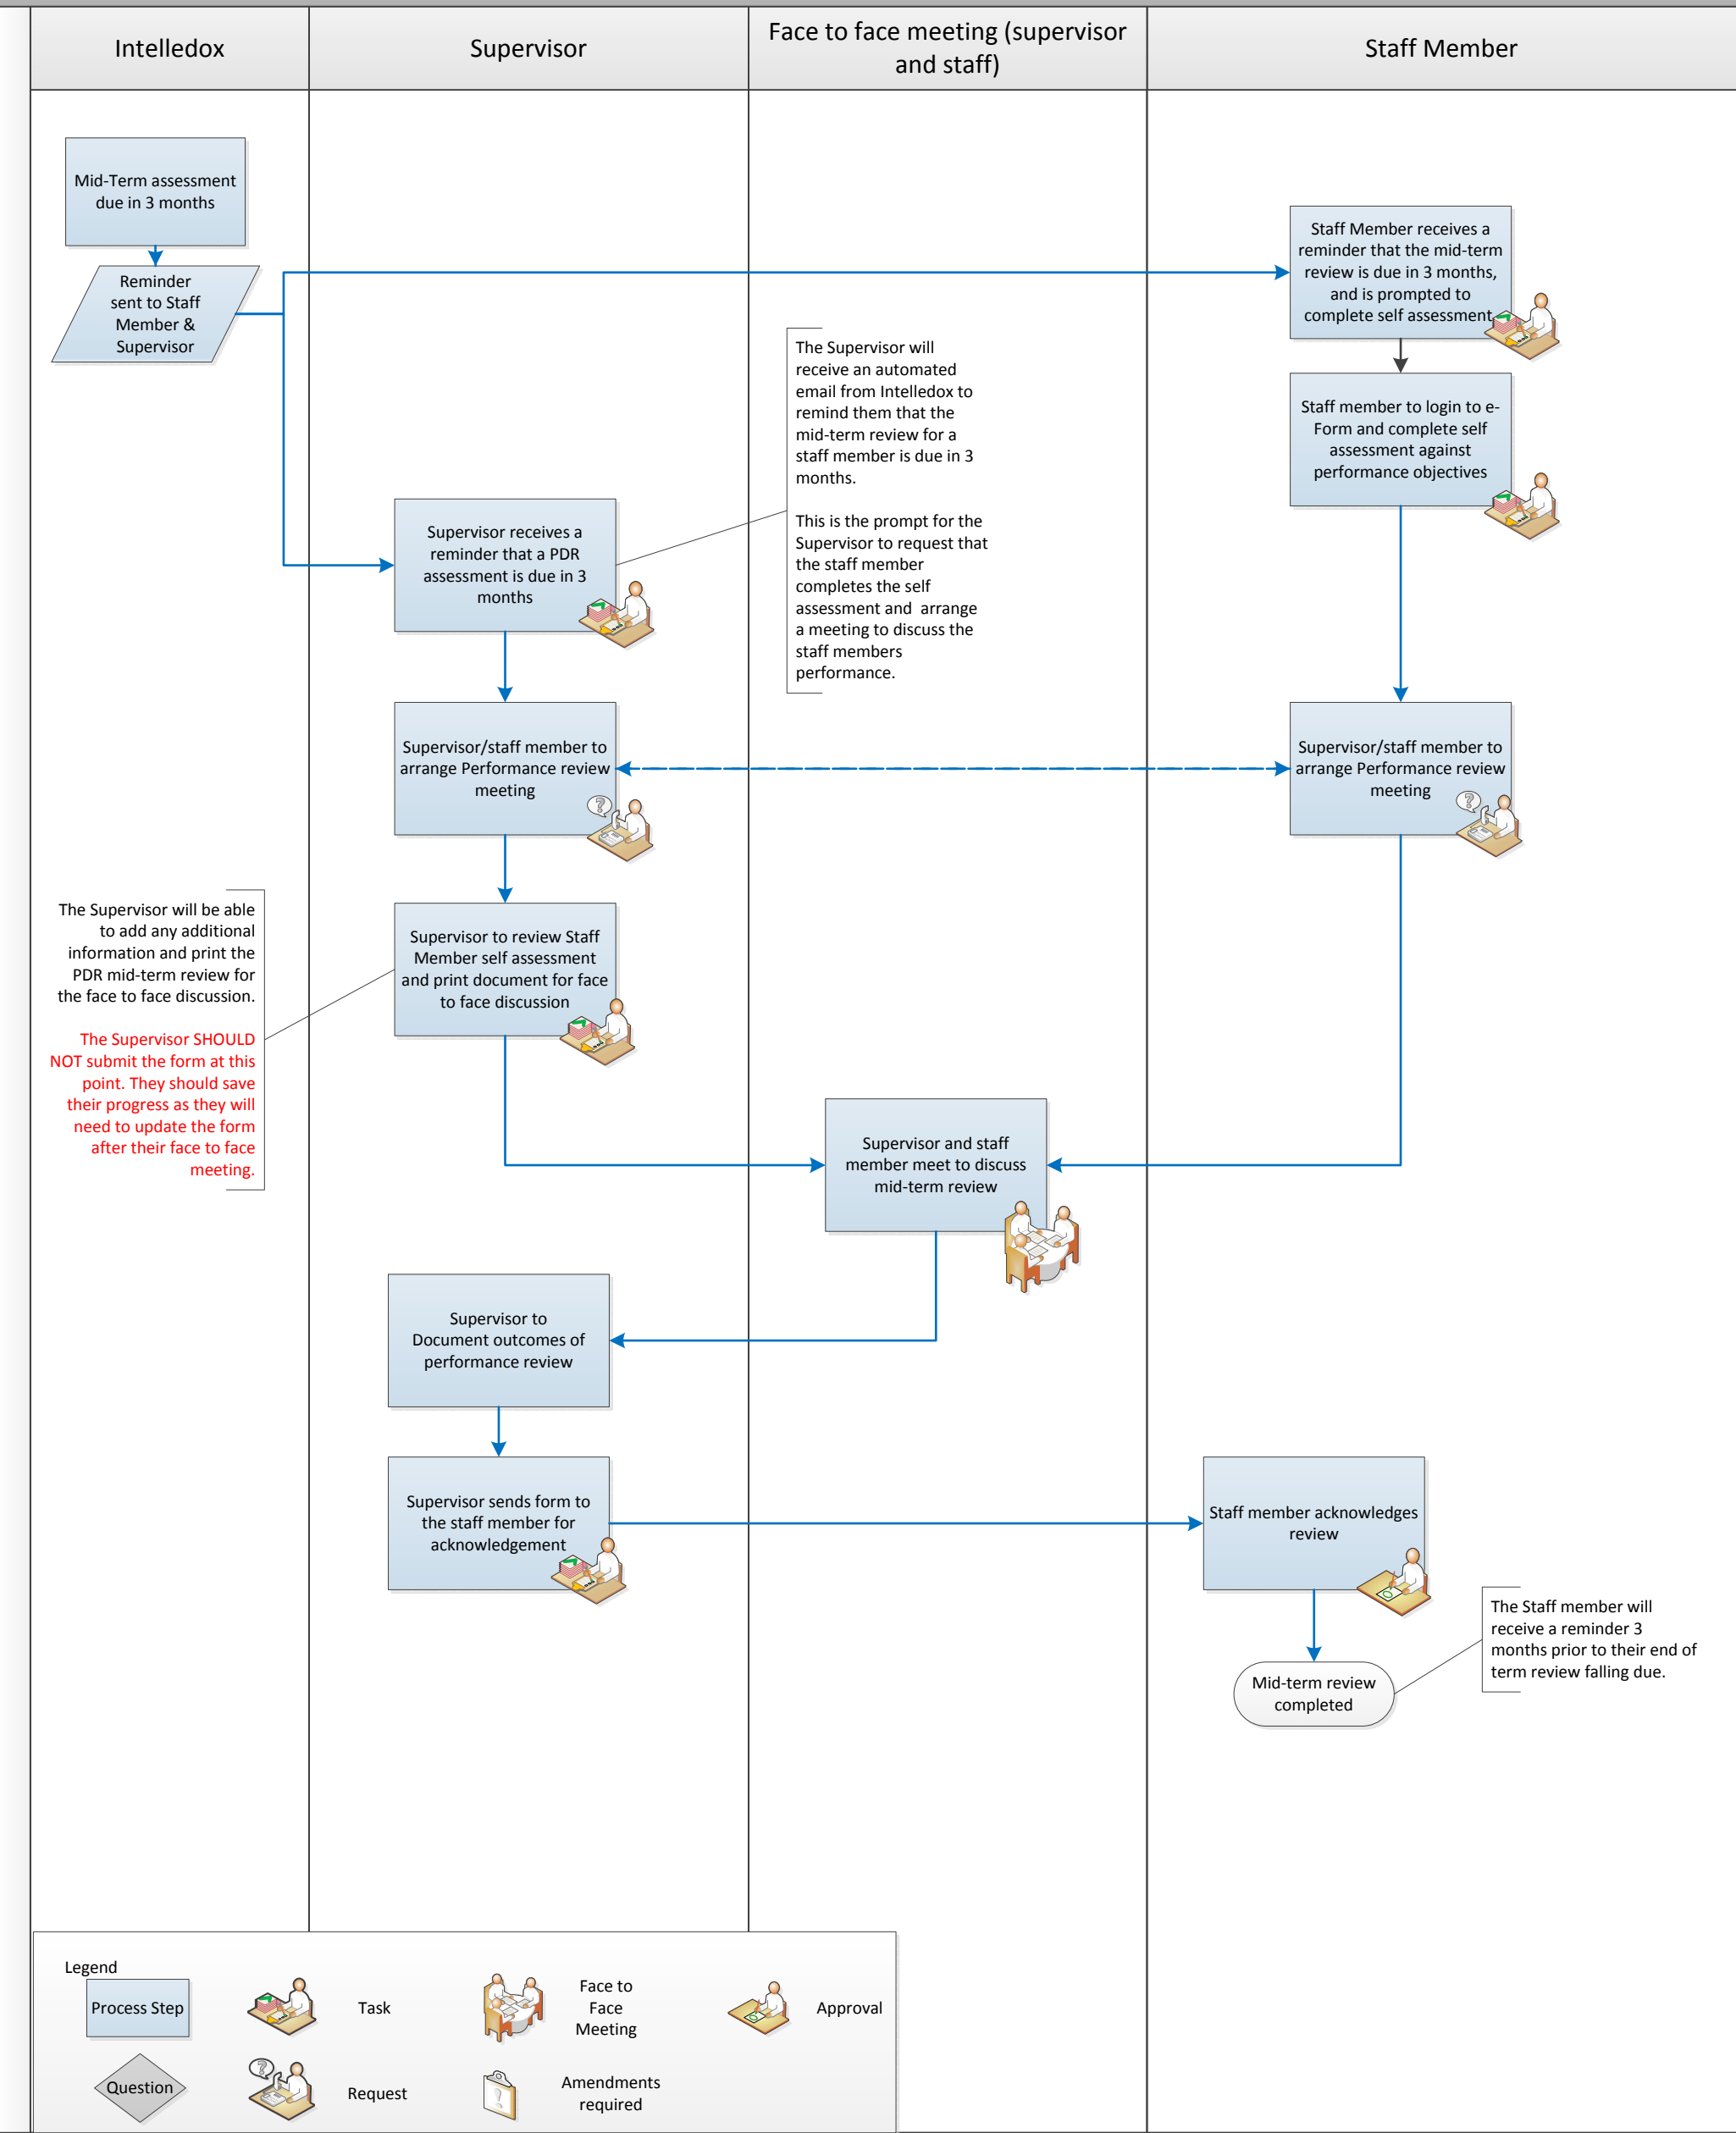 Intelledox
Supervisor
Face to face meeting (supervisor
and staff)
Staff Member
Mid-Term assessment
due in 3 months
Reminder
sent to Staff
Member &
Supervisor
Staff Member receives a
reminder that the mid-term
review is due in 3 months,
and is prompted to
complete self assessment
Staff member to login to e-
Form and complete self
assessment against
performance objectives
The Supervisor will
receive an automated
email from Intelledox to
remind them that the
mid-term review for a
staff member is due in 3
months.
This is the prompt for the
Supervisor to request that
the staff member
completes the self
assessment and  arrange
a meeting to discuss the
staff members
performance.
Supervisor receives a
reminder that a PDR
assessment is due in 3
months
Supervisor/staff member to
arrange Performance review
meeting
Supervisor/staff member to
arrange Performance review
meeting
The Supervisor will be able
to add any additional
information and print the
PDR mid-term review for
the face to face discussion.
The Supervisor SHOULD
NOT submit the form at this
point. They should save
their progress as they will
need to update the form
after their face to face
meeting.
Supervisor to review Staff
Member self assessment
and print document for face
to face discussion
Supervisor and staff
member meet to discuss
mid-term review
Supervisor to
Document outcomes of
performance review
Supervisor sends form to
the staff member for
acknowledgement
Staff member acknowledges
review
The Staff member will
receive a reminder 3
months prior to their end of
term review falling due.
Mid-term review
completed
Legend
Process Step
Task
Face to
Face
Meeting
Approval
Question
Request
Amendments
required